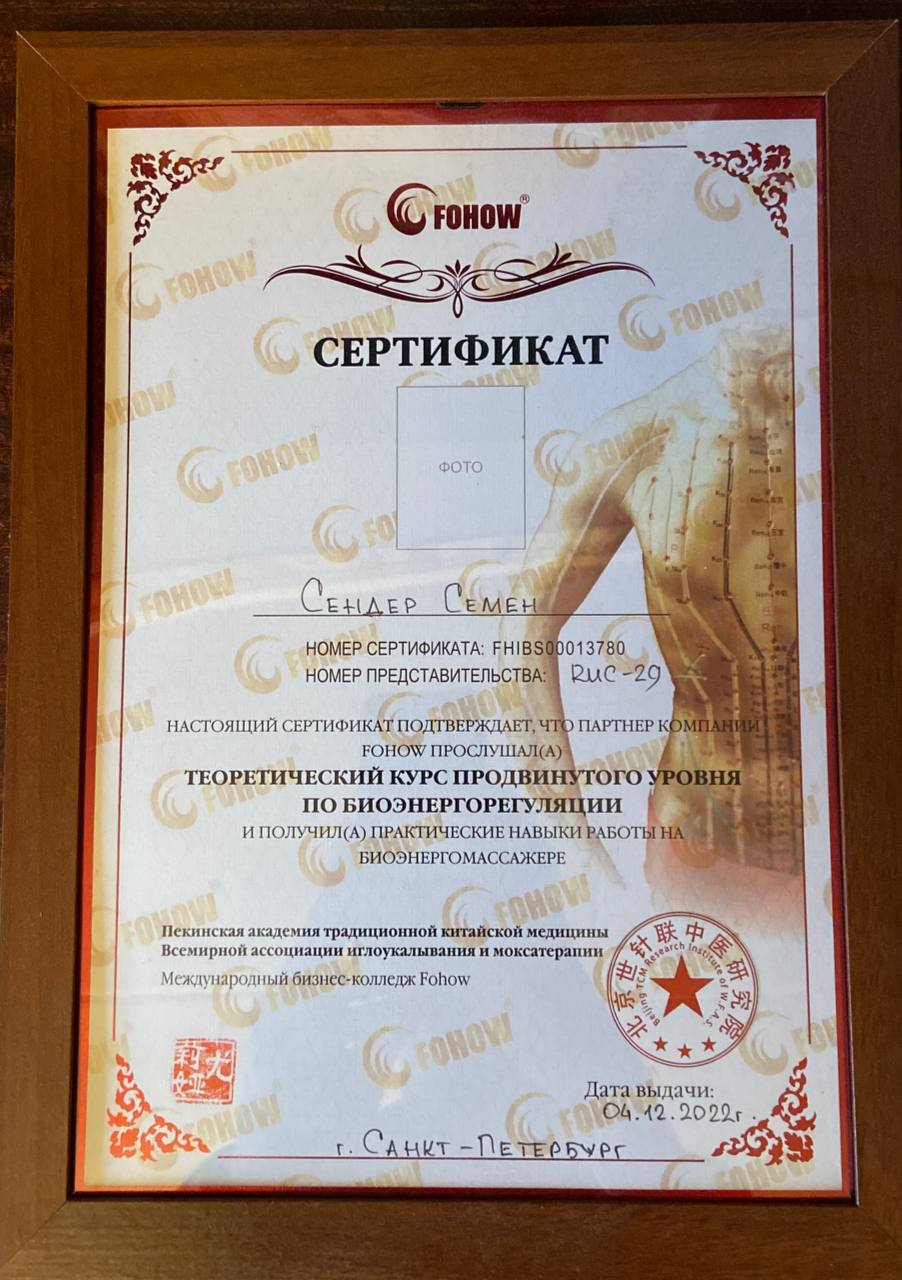 FOHOW®
СЕРТИФИКАТ
ФОТО
СЕНДЕР СЕМЕН
НОМЕР СЕРТИФИКАТА: FHIBS00013780
НОМЕР ПРЕДСТАВИТЕЛЬСТВА: RUC-29
НАСТОЯЩИЙ СЕРТИФИКАТ ПОДТВЕРЖДАЕТ, ЧТО ПАРТНЕР КОМПАНИИ
FOHOW ПРОСЛУШАЛ(А)
ТЕОРЕТИЧЕСКИЙ КУРС ПРОДВИНУТОГО УРОВНЯ
ПО БИОЭНЕРГОРЕГУЛЯЦИИ
И ПОЛУЧИЛ(А) ПРАКТИЧЕСКИЕ НАВЫКИ РАБОТЫ НА
БИОЭНЕРГОМАССАЖЕРЕ
Пекинская академия традиционной китайской медицины
Всемирной ассоциации иглоукалывания и моксатерапии
Международный бизнес-колледж Fohow
北京世针联中医研究院
Beijing TCM Research Institute of W.F.A.S.
Дата выдачи:
04.12.2022г.
г. САНКТ-ПЕТЕРБУРГ